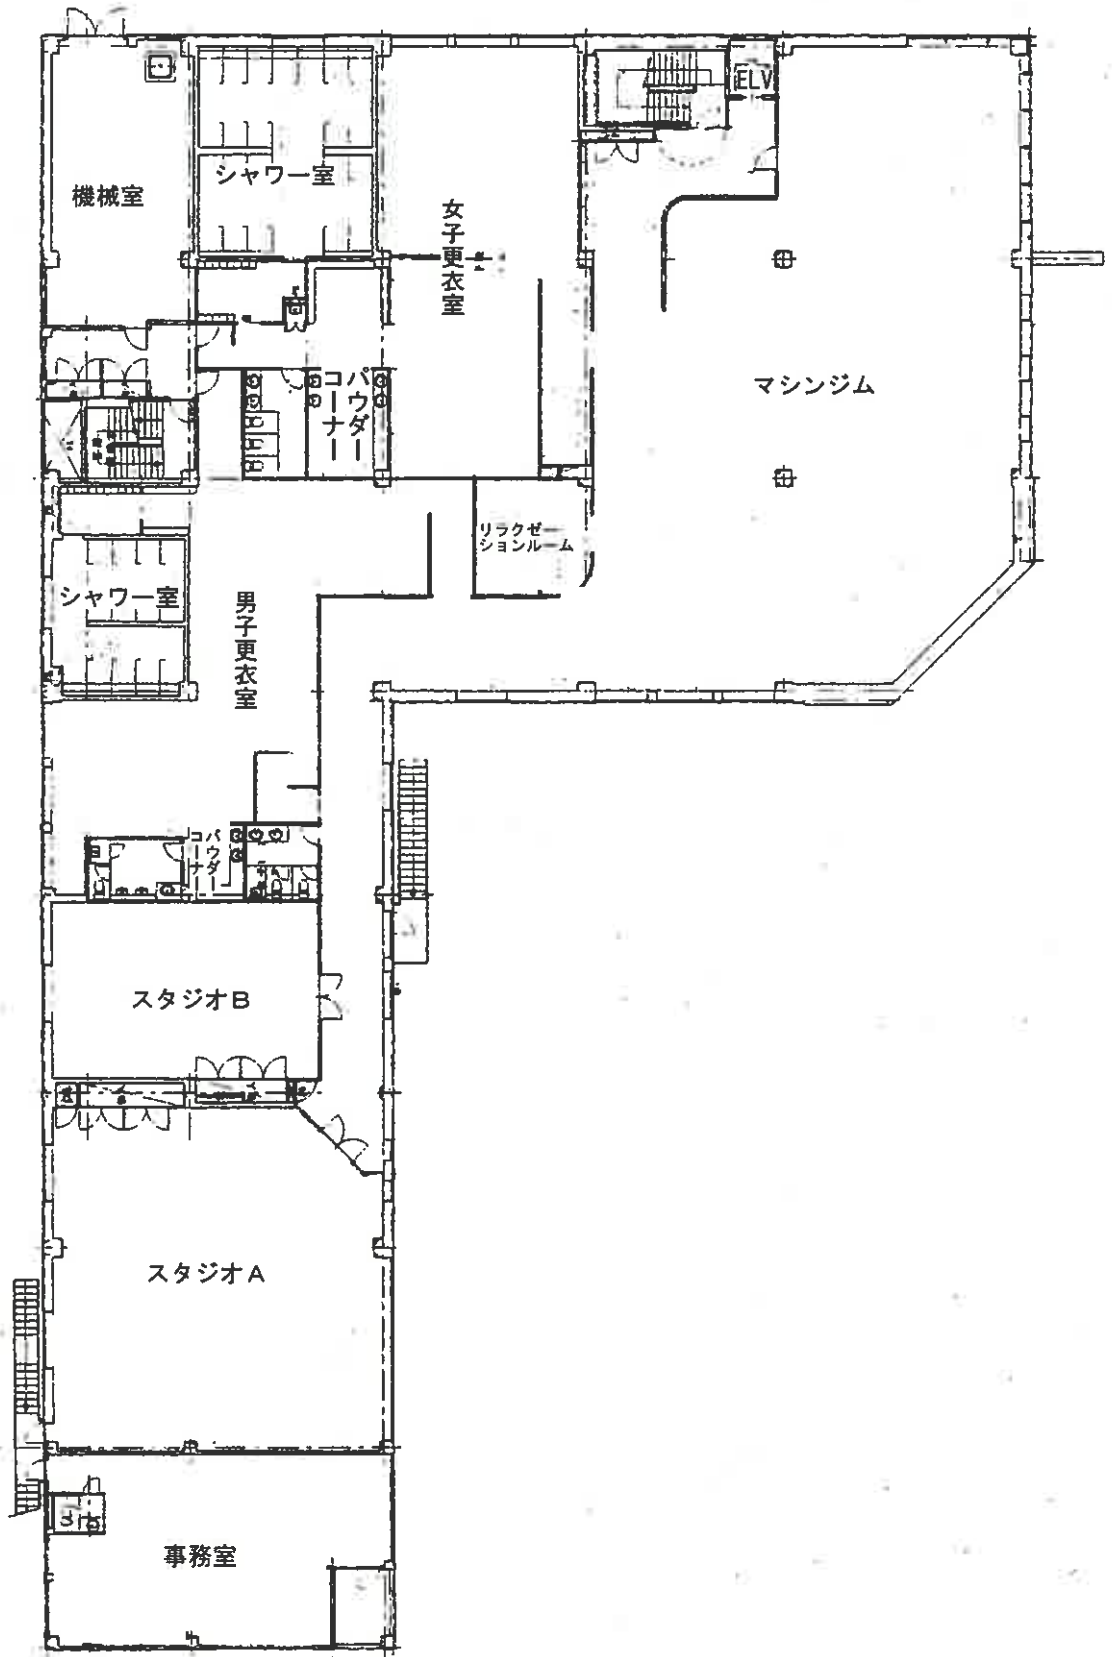 ELV
シャワー室
機械室
女子更衣室
マシンジム
パウダー
コーナー
リラクゼー
ションルーム
シャワー室
男子更衣室
パウダー
コーナー
スタジオB
スタジオA
事務室